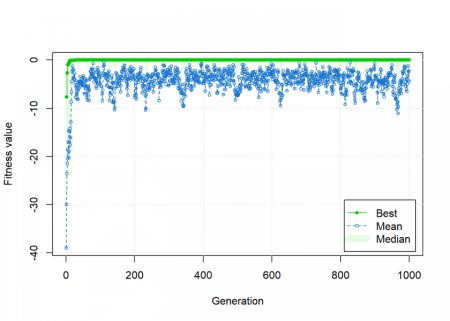 0
-10
-20
-30
-40
Fitness value
0
200
400
600
800
1000
Generation
Best
Mean
Median